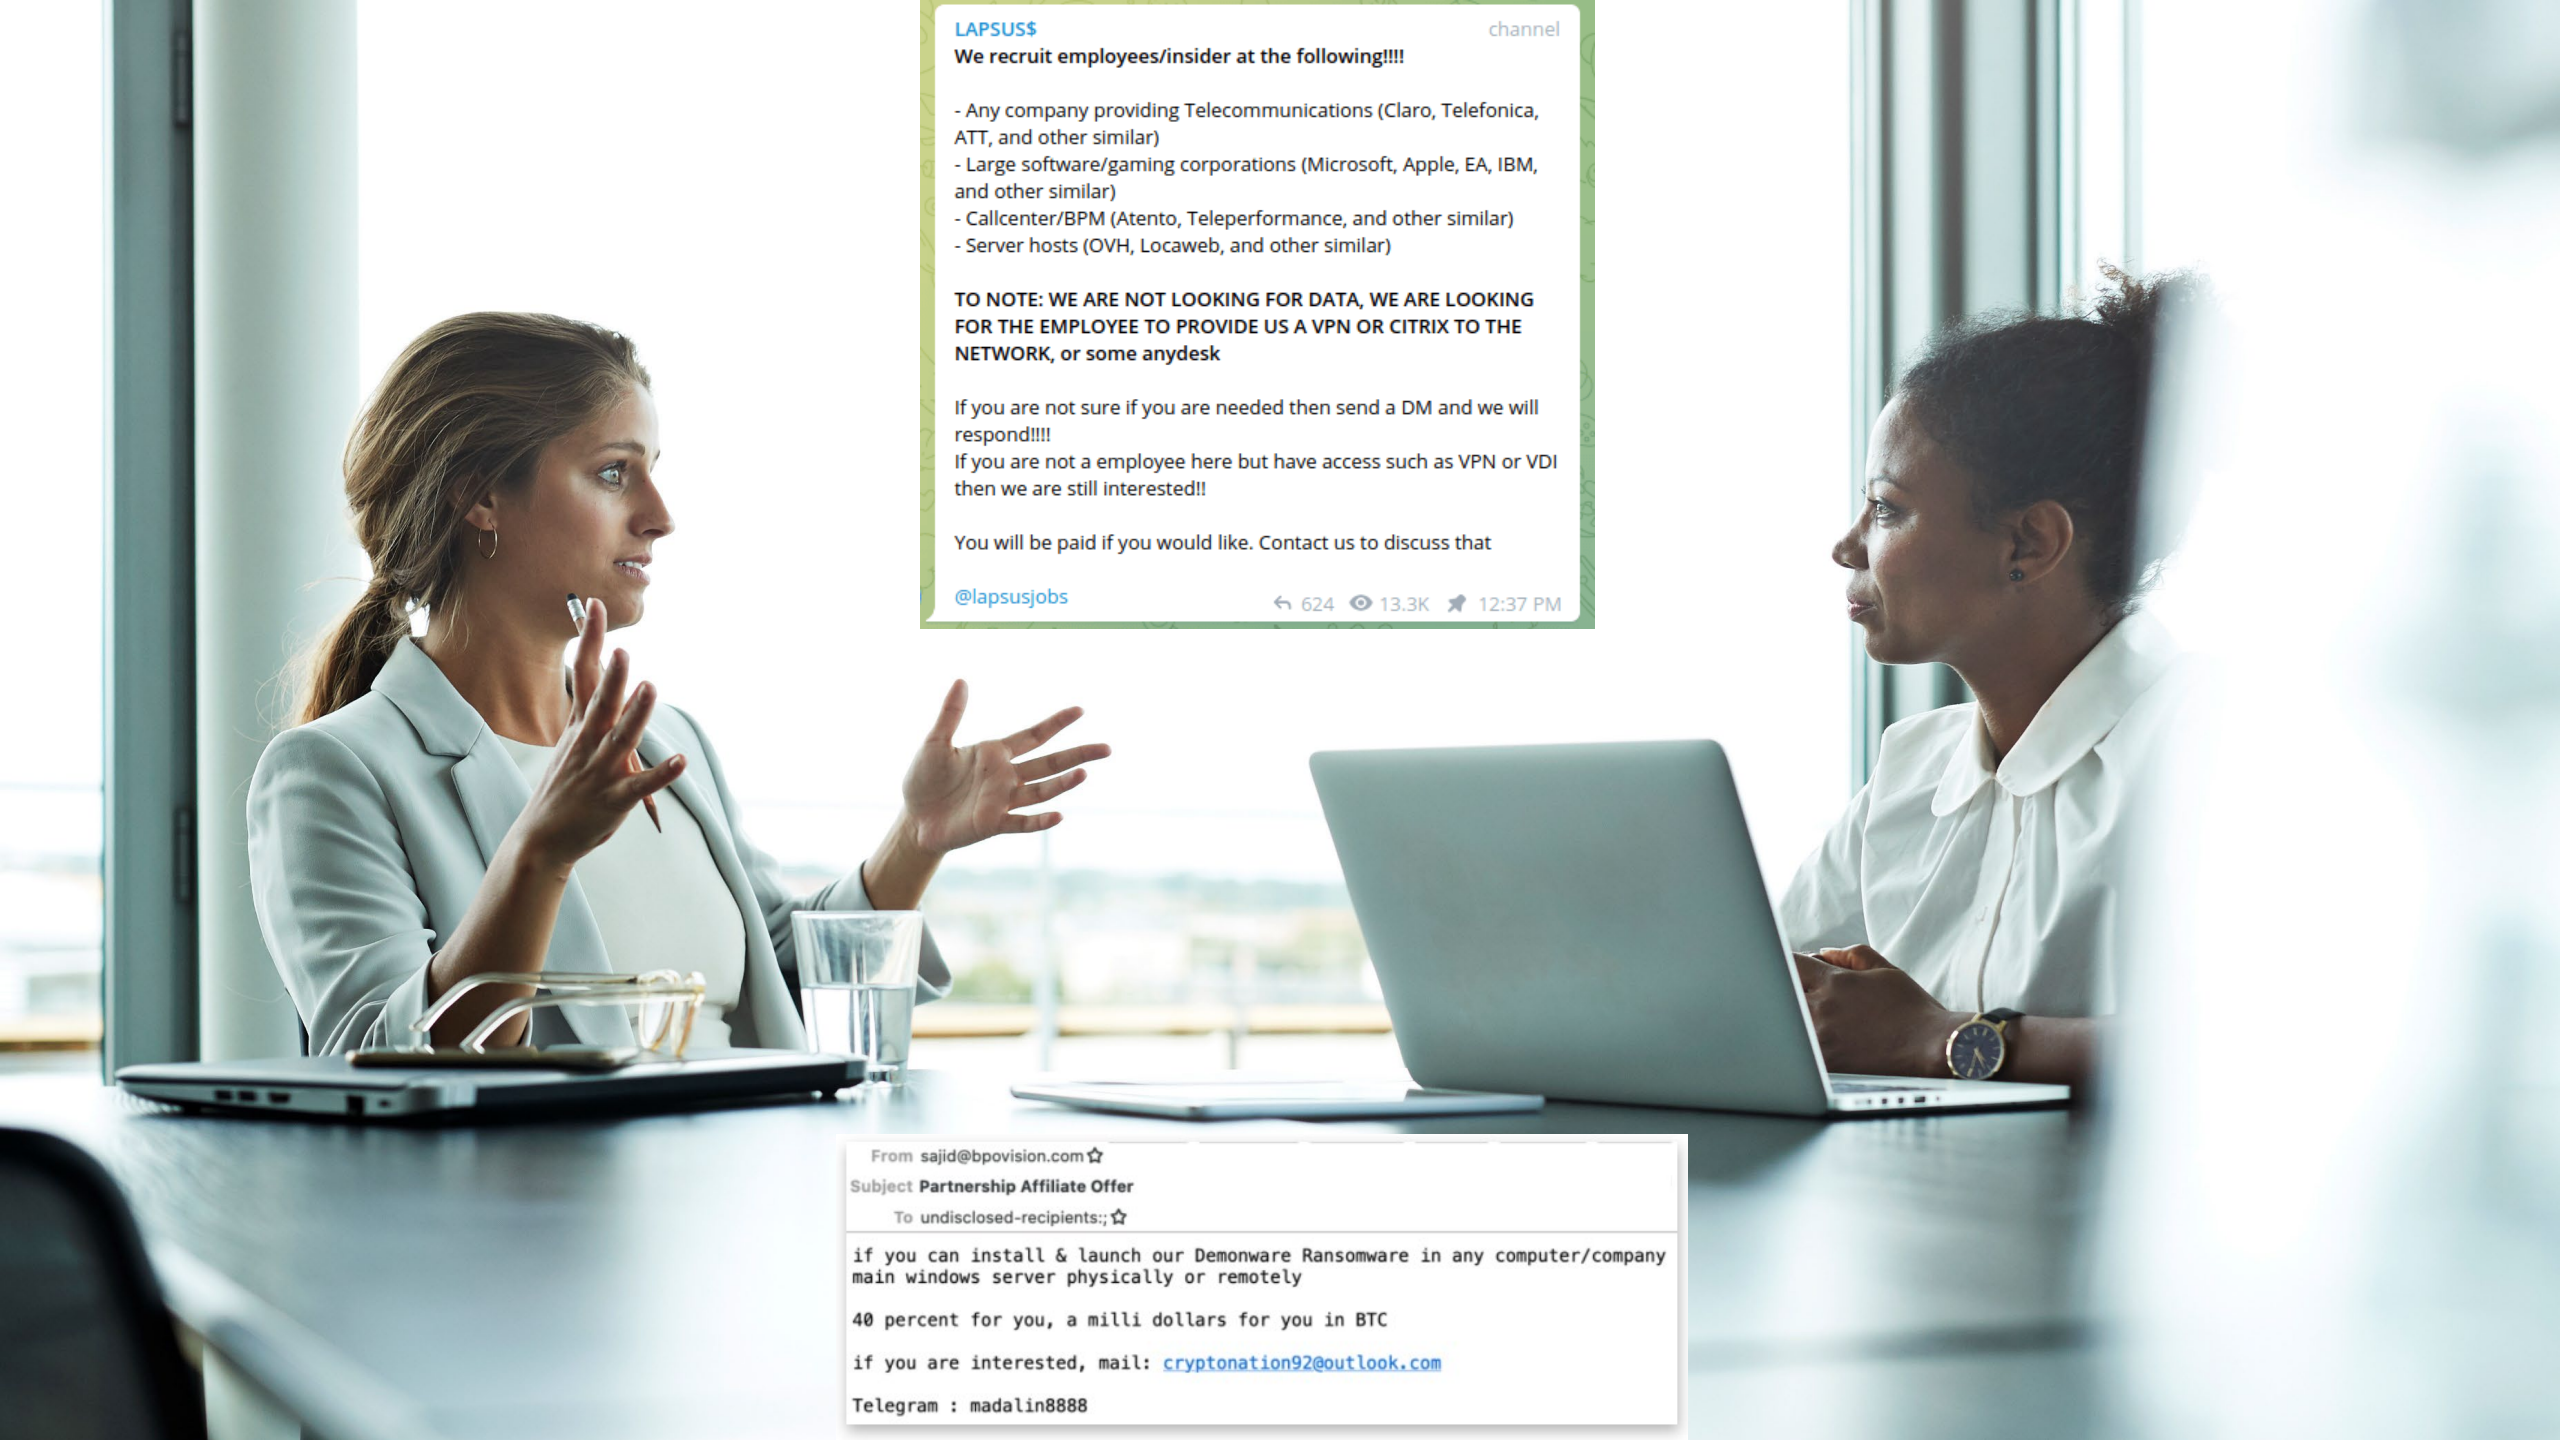 LAPSUS$ channel
We recruit employees/insider at the following!!!!
- Any company providing Telecommunications (Claro, Telefonica,
ATT, and other similar)
- Large software/gaming corporations (Microsoft, Apple, EA, IBM,
and other similar)
- Callcenter/BPM (Atento, Teleperformance, and other similar)
- Server hosts (OVH, Locaweb, and other similar)
TO NOTE: WE ARE NOT LOOKING FOR DATA, WE ARE LOOKING
FOR THE EMPLOYEE TO PROVIDE US A VPN OR CITRIX TO THE
NETWORK, or some anydesk
If you are not sure if you are needed then send a DM and we will
respond!!!!
If you are not a employee here but have access such as VPN or VDI
then we are still interested!!
You will be paid if you would like. Contact us to discuss that
@lapsusjobs 624 13.3K 12:37 PM
From sajid@bpovision.com
Subject Partnership Affiliate Offer
To undisclosed-recipients:;
if you can install & launch our Demonware Ransomware in any computer/company
main windows server physically or remotely
40 percent for you, a milli dollars for you in BTC
if you are interested, mail: cryptonation92@outlook.com
Telegram : madalin8888